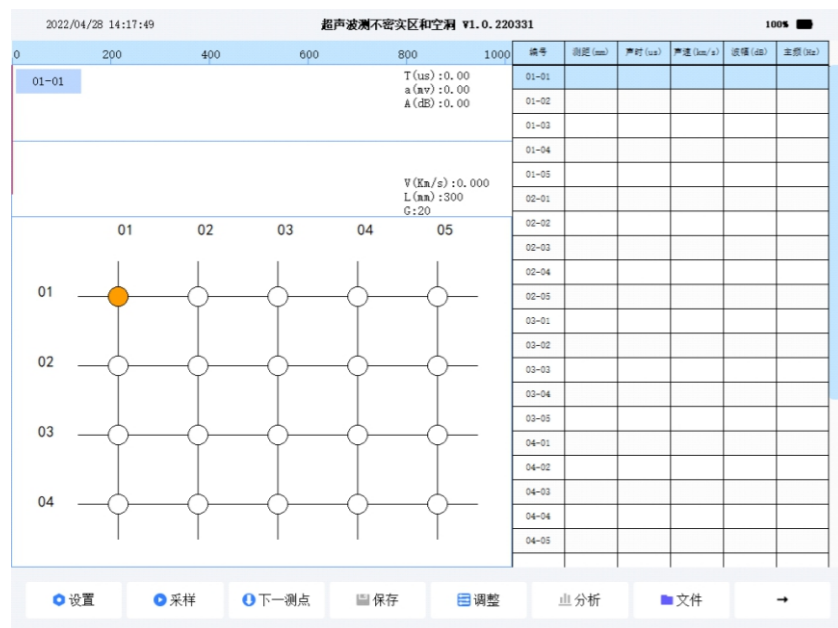 2022/04/28 14:17:49 超声波测不密实区和空洞 V1.0.220331 100%
0 200 400 600 800 1000
01-01
T(us):0.00
a(mv):0.00
A(dB):0.00
V(Km/s):0.000
L(mm):300
G:20
01 02 03 04 05
01
02
03
04
编号 测距(mm) 声时(us) 声速(km/s) 波幅(dB) 主频(Hz)
01-01
01-02
01-03
01-04
01-05
02-01
02-02
02-03
02-04
02-05
03-01
03-02
03-03
03-04
03-05
04-01
04-02
04-03
04-04
04-05
设置 采样 下一测点 保存 调整 分析 文件 →